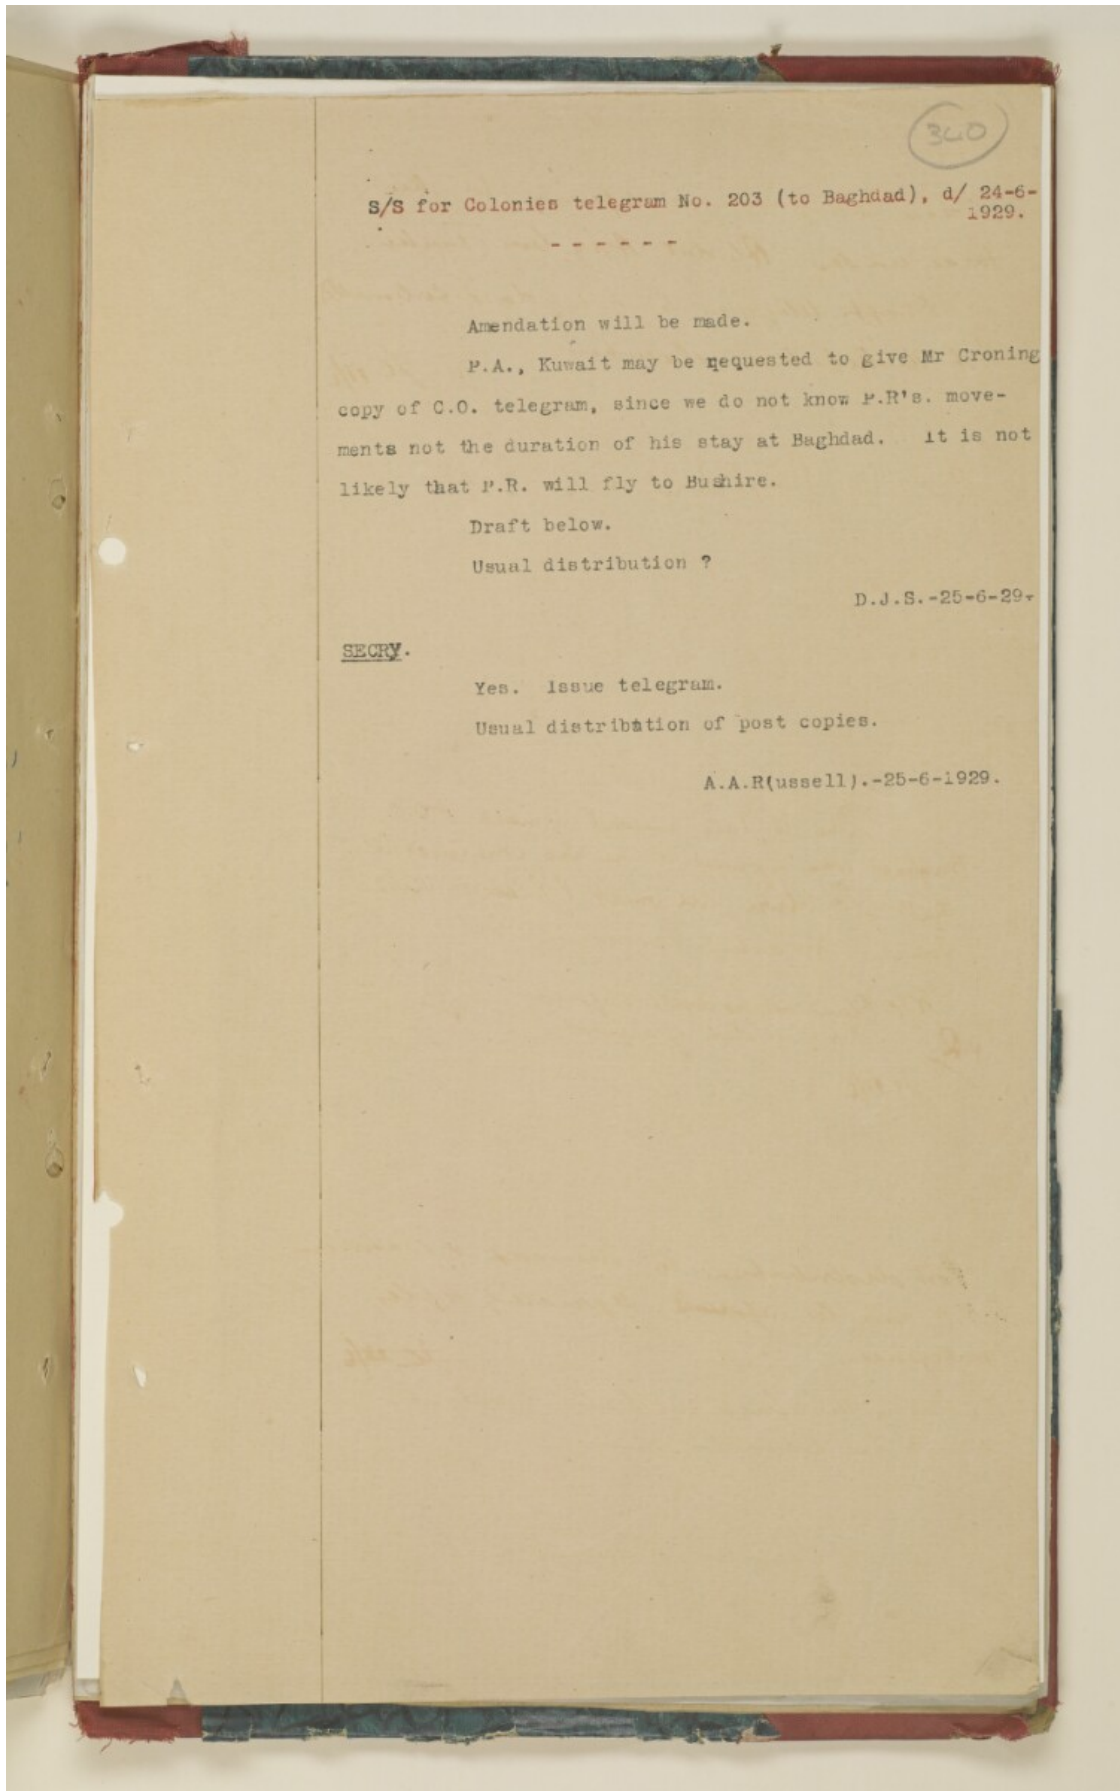 340
S/S for Colonies telegram No. 203 (to Baghdad), d/ 24-6-
1929.
- - - - - -
Amendation will be made.
P.A., Kuwait may be requested to give Mr Croning
copy of C.O. telegram, since we do not know P.R's. move-
ments not the duration of his stay at Baghdad. It is not
likely that P.R. will fly to Bushire.
Draft below.
Usual distribution ?
D.J.S.-25-6-29.
SECRY.
Yes. Issue telegram.
Usual distribution of post copies.
A.A.R(ussell).-25-6-1929.